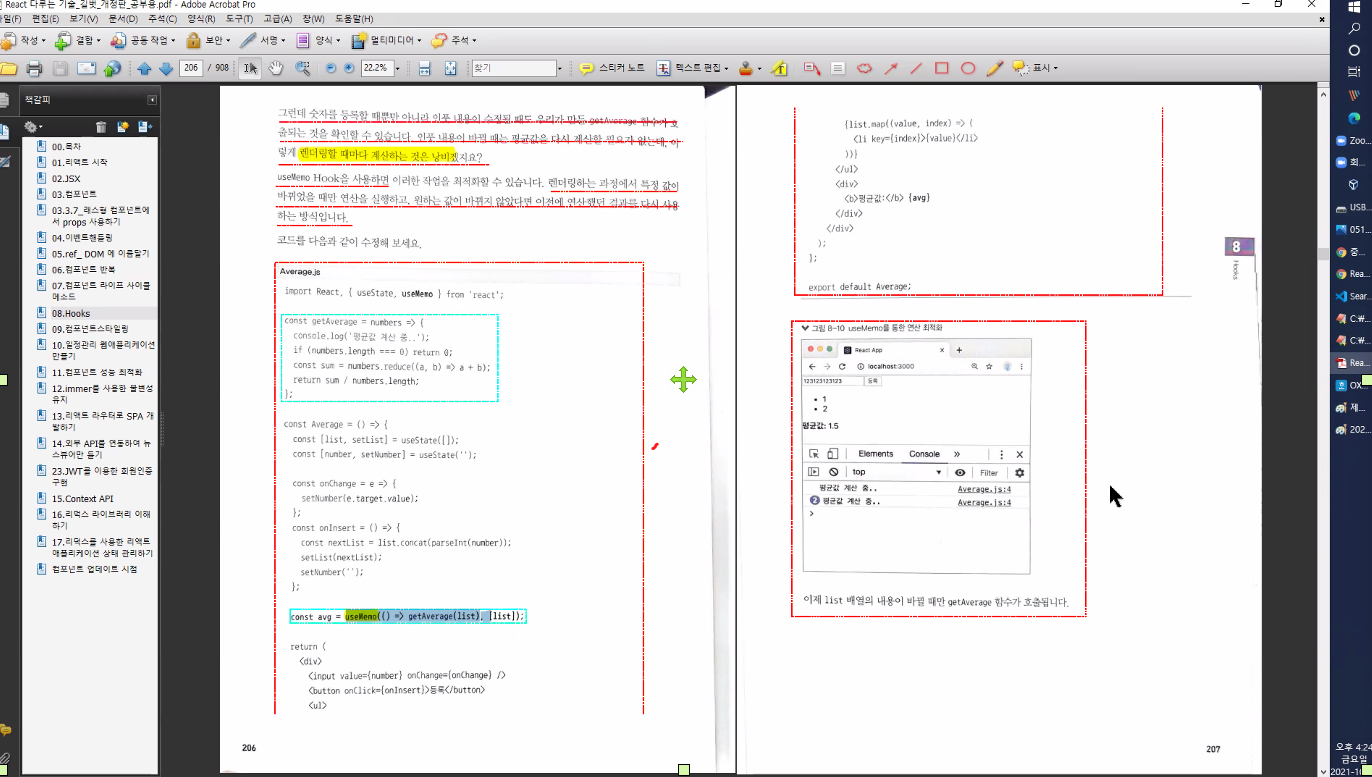 React 다루는 기술_길벗_개정판_공부용.pdf - Adobe Acrobat Pro
파일(F) 편집(E) 보기(V) 문서(D) 주석(C) 양식(R) 도구(T) 고급(A) 창(W) 도움말(H)
작성 결합 공동 작업 보안 서명 양식 멀티미디어 주석
206 / 908 22.2% 찾기 스티커 노트 텍스트 편집 표시
책갈피
00.목차
01.리액트 시작
02.JSX
03.컴포넌트
03.3.7_래스형 컴포넌트에
서 props 사용하기
04.이벤트핸들링
05.ref_ DOM 에 이름달기
06.컴포넌트 반복
07.컴포넌트 라이프 사이클
메소드
08.Hooks
09.컴포넌트스타일링
10.일정관리 웹애플리케이션
만들기
11.컴포넌트 성능 최적화
12.immer를 사용한 불변성
유지
13.리액트 라우터로 SPA 개
발하기
14.외부 API를 연동하여 뉴
스뷰어만 듣기
23.JWT를 이용한 회원인증
구현
15.Context API
16.리덕스 라이브러리 이해
하기
17.리덕스를 사용한 리액트
애플리케이션 상태 관리하기
컴포넌트 업데이트 시점
그런데 숫자를 등록할 때뿐만 아니라 인풋 내용이 수정될 때도 우리가 만든 getAverage 함수가 호
출되는 것을 확인할 수 있습니다. 인풋 내용이 바뀔 때는 평균값을 다시 계산할 필요가 없는데, 이
렇게 렌더링할 때마다 계산하는 것은 낭비겠지요?
useMemo Hook을 사용하면 이러한 작업을 최적화할 수 있습니다. 렌더링하는 과정에서 특정 값이
바뀌었을 때만 연산을 실행하고, 원하는 값이 바뀌지 않았다면 이전에 연산했던 결과를 다시 사용
하는 방식입니다.
코드를 다음과 같이 수정해 보세요.
Average.js
import React, { useState, useMemo } from 'react';
const getAverage = numbers => {
console.log('평균값 계산 중..');
if (numbers.length === 0) return 0;
const sum = numbers.reduce((a, b) => a + b);
return sum / numbers.length;
};
const Average = () => {
const [list, setList] = useState([]);
const [number, setNumber] = useState('');
const onChange = e => {
setNumber(e.target.value);
};
const onInsert = () => {
const nextList = list.concat(parseInt(number));
setList(nextList);
setNumber('');
};
const avg = useMemo(() => getAverage(list), [list]);
return (
<div>
<input value={number} onChange={onChange} />
<button onClick={onInsert}>등록</button>
<ul>
206
{list.map((value, index) => (
<li key={index}>{value}</li>
))}
</ul>
<div>
<b>평균값:</b> {avg}
</div>
</div>
);
};
export default Average;
8
Hooks
그림 8-10 useMemo를 통한 연산 최적화
React App
localhost:3000
123123123123 등록
1
2
평균값: 1.5
Elements Console »
top Filter
평균값 계산 중.. Average.js:4
2 평균값 계산 중.. Average.js:4
>
이제 list 배열의 내용이 바뀔 때만 getAverage 함수가 호출됩니다.
207
Zoo...
회...
USB
051...
중...
Rea...
Sear
C:₩...
C:₩...
Rea...
OX...
제...
202...
오후 4:24
금요일
2021-10